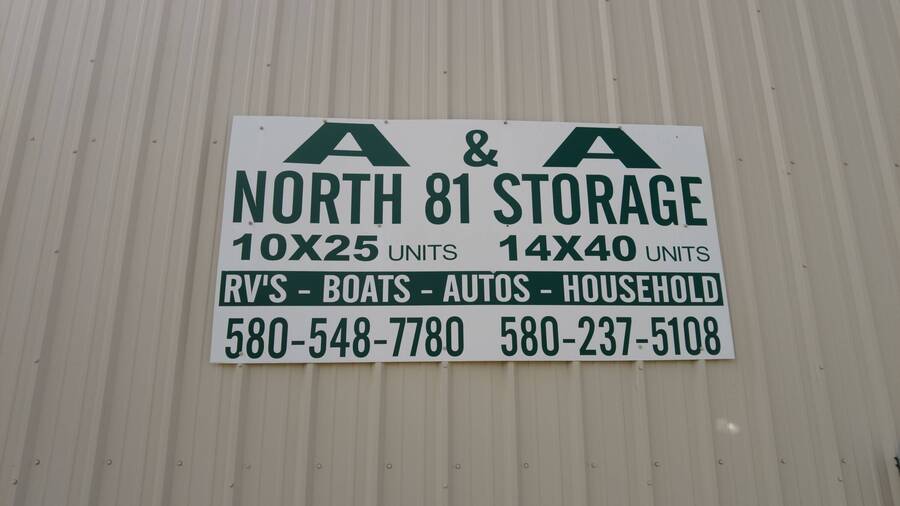 A & A
NORTH 81 STORAGE
10X25 UNITS 14X40 UNITS
RV'S - BOATS - AUTOS - HOUSEHOLD
580-548-7780 580-237-5108